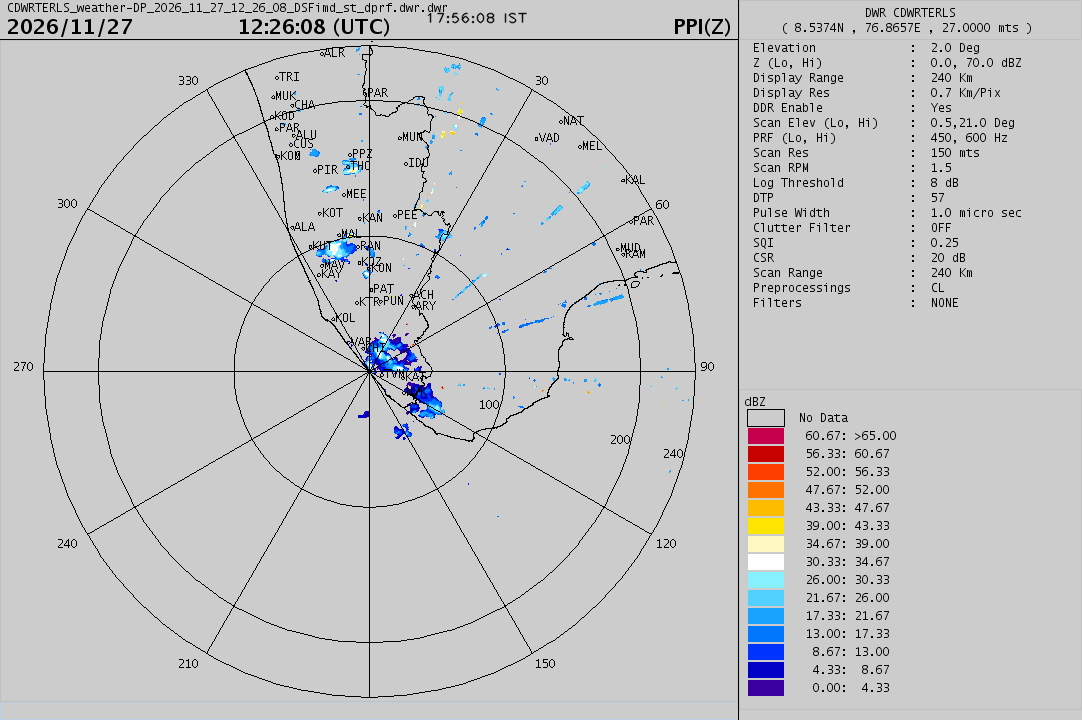 CDWRTERLS_weather-DP_2026_11_27_12_26_08_DSFimd_st_dprf.dwr.dwr
2026/11/27 12:26:08 (UTC) 17:56:08 IST PPI(Z)
DWR CDWRTERLS
( 8.5374N , 76.8657E , 27.0000 mts )
Elevation : 2.0 Deg
Z (Lo, Hi) : 0.0, 70.0 dBZ
Display Range : 240 Km
Display Res : 0.7 Km/Pix
DDR Enable : Yes
Scan Elev (Lo, Hi) : 0.5,21.0 Deg
PRF (Lo, Hi) : 450, 600 Hz
Scan Res : 150 mts
Scan RPM : 1.5
Log Threshold : 8 dB
DTP : 57
Pulse Width : 1.0 micro sec
Clutter Filter : OFF
SQI : 0.25
CSR : 20 dB
Scan Range : 240 Km
Preprocessings : CL
Filters : NONE
dBZ
No Data
60.67: >65.00
56.33: 60.67
52.00: 56.33
47.67: 52.00
43.33: 47.67
39.00: 43.33
34.67: 39.00
30.33: 34.67
26.00: 30.33
21.67: 26.00
17.33: 21.67
13.00: 17.33
8.67: 13.00
4.33: 8.67
0.00: 4.33
ALR
330
TRI
30
MUK
PAR
CHA
KOD
NAT
PAR
ALU
MUN
VAD
CUS
MEL
KOM
PPZ
THO
IDU
PIR
KAL
MEE
300
60
KOT
KAN
PEE
PAR
ALA
MAL
RAN
MUD
KAM
KOZ
KON
MAV
KAY
PAT
ACH
KTR
PUN
ARY
KOL
VAR
270
90
TVM
KAT
100
200
240
240
120
210
150